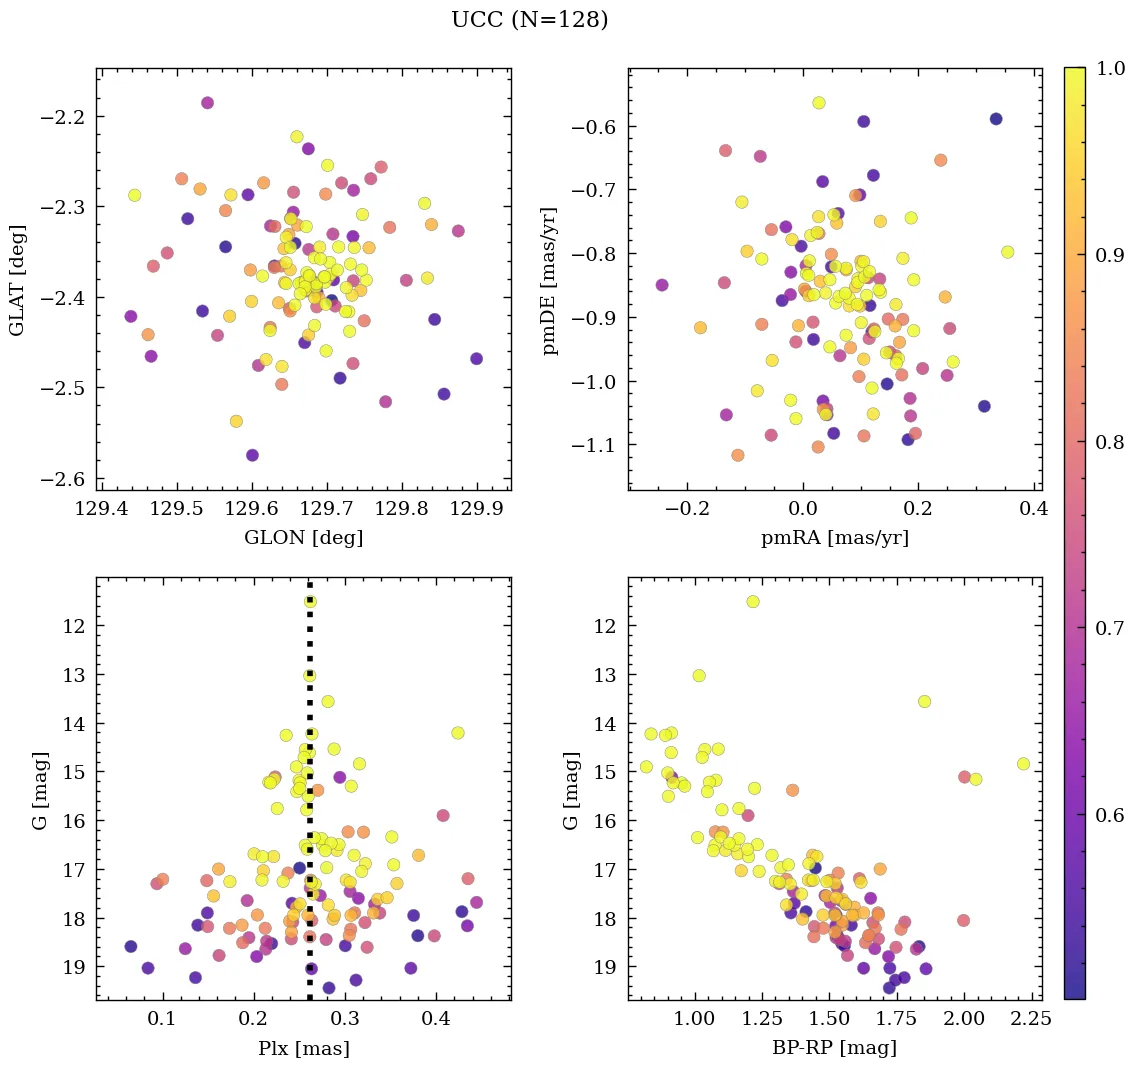 UCC (N=128)
GLAT [deg]
−2.2
−2.3
−2.4
−2.5
−2.6
129.4 129.5 129.6 129.7 129.8 129.9
GLON [deg]
pmDE [mas/yr]
−0.6
−0.7
−0.8
−0.9
−1.0
−1.1
−0.2 0.0 0.2 0.4
pmRA [mas/yr]
1.0
0.9
0.8
0.7
0.6
G [mag]
12
13
14
15
16
17
18
19
0.1 0.2 0.3 0.4
Plx [mas]
G [mag]
12
13
14
15
16
17
18
19
1.00 1.25 1.50 1.75 2.00 2.25
BP-RP [mag]